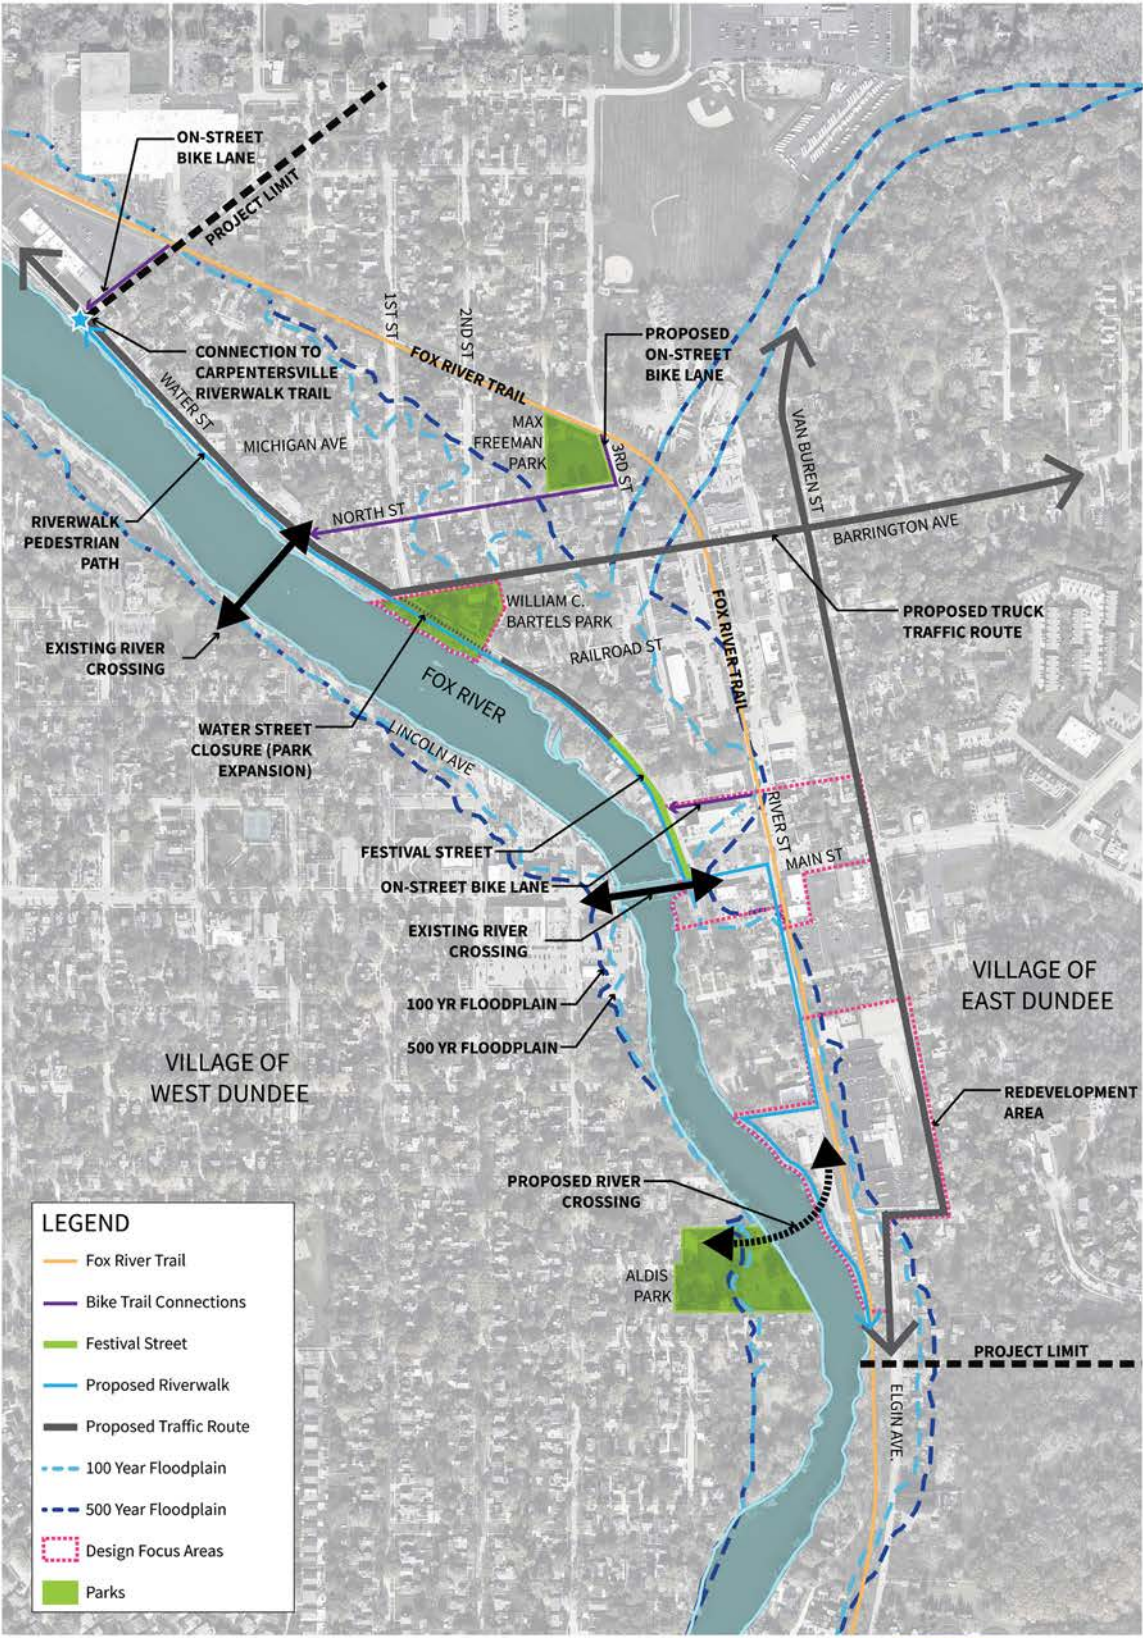 ON-STREET
BIKE LANE
PROJECT LIMIT
1ST ST
2ND ST
FOX RIVER TRAIL
PROPOSED
ON-STREET
BIKE LANE
CONNECTION TO
CARPENTERSVILLE
RIVERWALK TRAIL
WATER ST
MICHIGAN AVE
MAX
FREEMAN
PARK
3RD ST
VAN BUREN ST
NORTH ST
BARRINGTON AVE
RIVERWALK
PEDESTRIAN
PATH
WILLIAM C.
BARTELS PARK
PROPOSED TRUCK
TRAFFIC ROUTE
EXISTING RIVER
CROSSING
RAILROAD ST
FOX RIVER TRAIL
FOX RIVER
WATER STREET
CLOSURE (PARK
EXPANSION)
LINCOLN AVE
RIVER ST
MAIN ST
FESTIVAL STREET
ON-STREET BIKE LANE
EXISTING RIVER
CROSSING
VILLAGE OF
EAST DUNDEE
100 YR FLOODPLAIN
500 YR FLOODPLAIN
VILLAGE OF
WEST DUNDEE
REDEVELOPMENT
AREA
PROPOSED RIVER
CROSSING
ALDIS
PARK
PROJECT LIMIT
ELGIN AVE.
LEGEND
Fox River Trail
Bike Trail Connections
Festival Street
Proposed Riverwalk
Proposed Traffic Route
100 Year Floodplain
500 Year Floodplain
Design Focus Areas
Parks